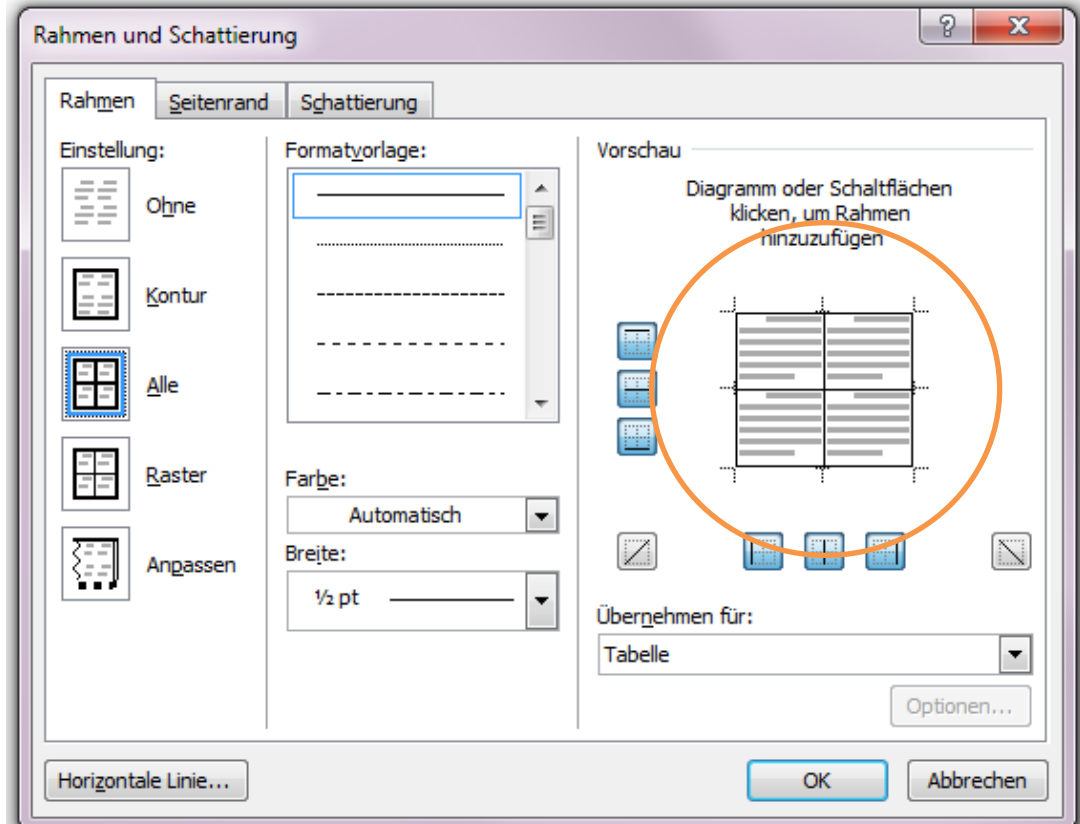 Rahmen und Schattierung
Rahmen
Seitenrand
Schattierung
Einstellung:
Ohne
Kontur
Alle
Raster
Anpassen
Formatvorlage:
Farbe:
Automatisch
Breite:
½ pt
Vorschau
Diagramm oder Schaltflächen
klicken, um Rahmen
hinzuzufügen
Übernehmen für:
Tabelle
Optionen...
Horizontale Linie...
OK
Abbrechen